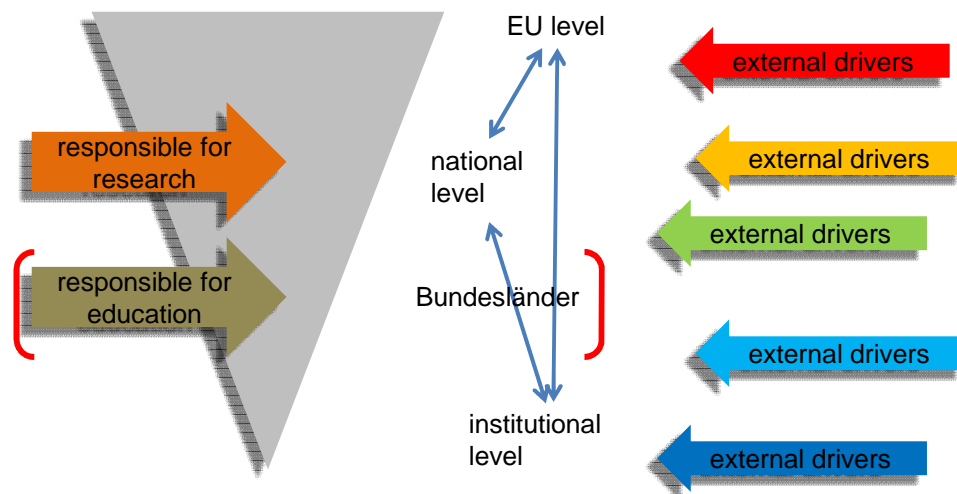 EU level
external drivers
responsible for
research
national
level
external drivers
external drivers
responsible for
education
Bundesländer
external drivers
institutional
level
external drivers